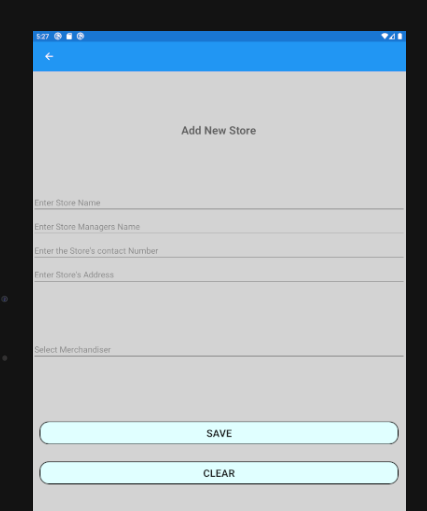 5:27
Add New Store
Enter Store Name
Enter Store Managers Name
Enter the Store's contact Number
Enter Store's Address
Select Merchandiser
SAVE
CLEAR